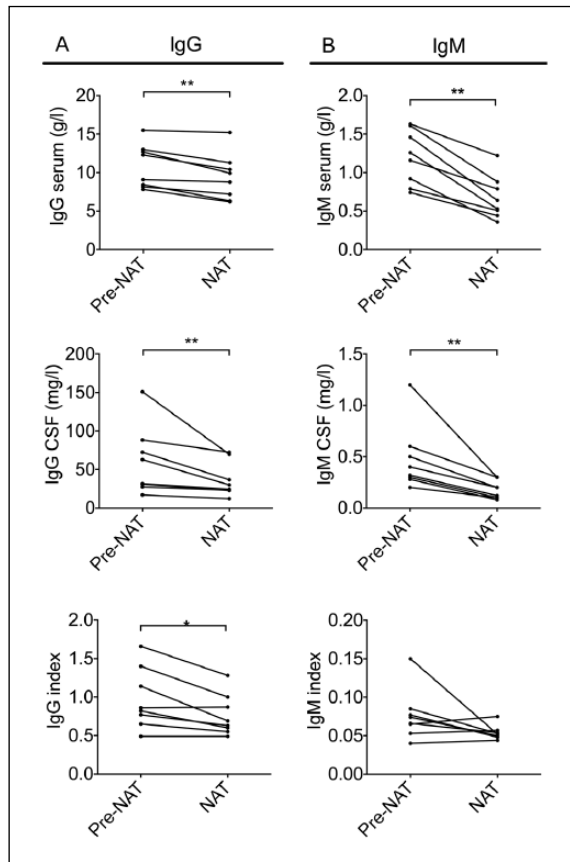 A IgG
B IgM
**
IgG serum (g/l)
20
15
10
5
0
Pre-NAT
NAT
**
IgM serum (g/l)
2.0
1.5
1.0
0.5
0.0
Pre-NAT
NAT
**
IgG CSF (mg/l)
200
150
100
50
0
Pre-NAT
NAT
**
IgM CSF (mg/l)
1.5
1.0
0.5
0.0
Pre-NAT
NAT
*
IgG index
2.0
1.5
1.0
0.5
0.0
Pre-NAT
NAT
IgM index
0.20
0.15
0.10
0.05
0.00
Pre-NAT
NAT